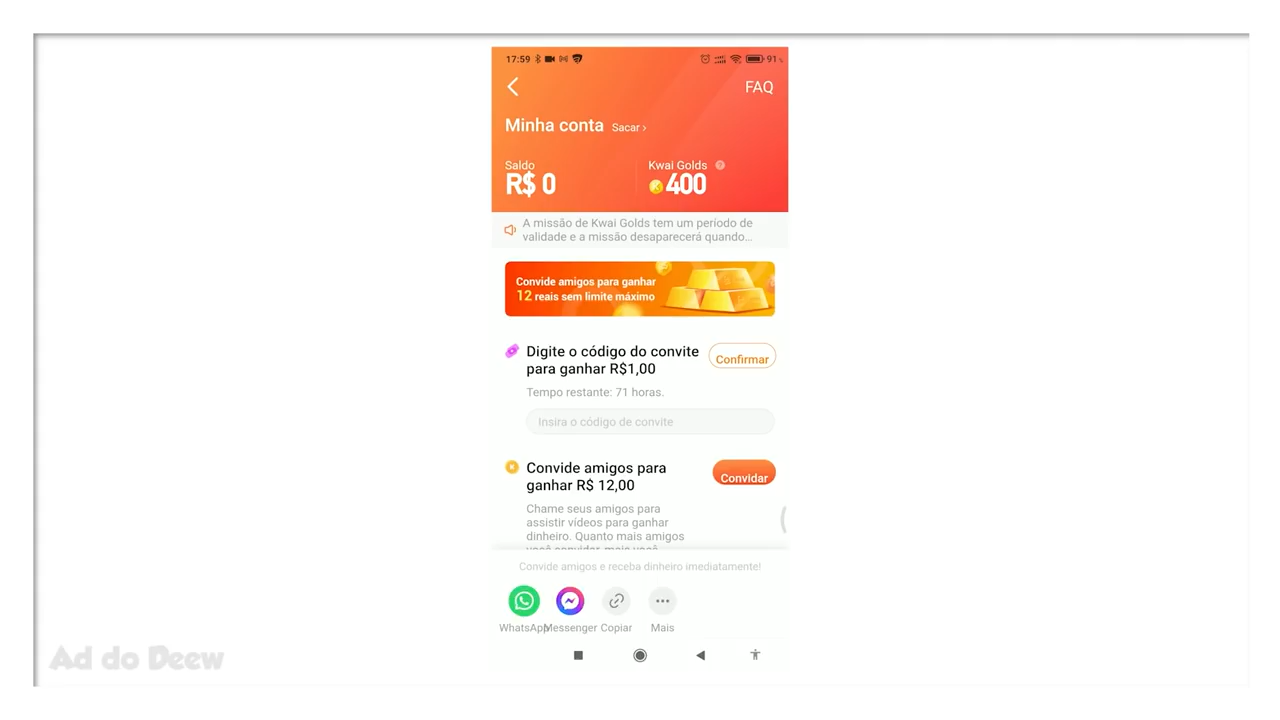 17:59
91
FAQ
Minha conta Sacar ›
Saldo
Kwai Golds ?
R$ 0
400
A missão de Kwai Golds tem um período de
validade e a missão desaparecerá quando...
Convide amigos para ganhar
12 reais sem limite máximo
Digite o código do convite
para ganhar R$1,00
Confirmar
Tempo restante: 71 horas.
Insira o código de convite
Convide amigos para
ganhar R$ 12,00
Convidar
Chame seus amigos para
assistir vídeos para ganhar
dinheiro. Quanto mais amigos
você convidar, mais você
Convide amigos e receba dinheiro imediatamente!
WhatsApp Messenger Copiar Mais
Ad do Deew